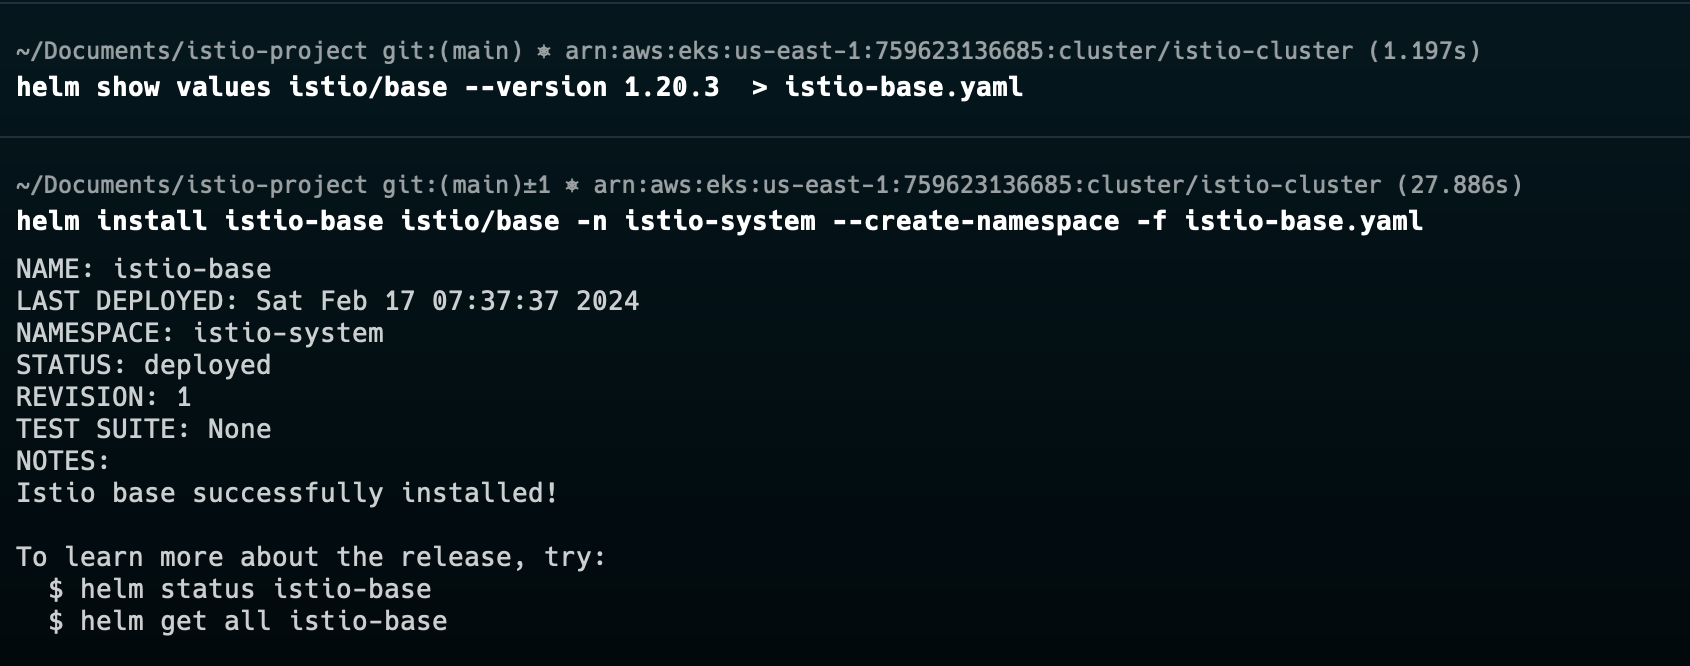 ~/Documents/istio-project git:(main) ⎈ arn:aws:eks:us-east-1:759623136685:cluster/istio-cluster (1.197s)
helm show values istio/base --version 1.20.3  > istio-base.yaml
~/Documents/istio-project git:(main)±1 ⎈ arn:aws:eks:us-east-1:759623136685:cluster/istio-cluster (27.886s)
helm install istio-base istio/base -n istio-system --create-namespace -f istio-base.yaml
NAME: istio-base
LAST DEPLOYED: Sat Feb 17 07:37:37 2024
NAMESPACE: istio-system
STATUS: deployed
REVISION: 1
TEST SUITE: None
NOTES:
Istio base successfully installed!
To learn more about the release, try:
  $ helm status istio-base
  $ helm get all istio-base